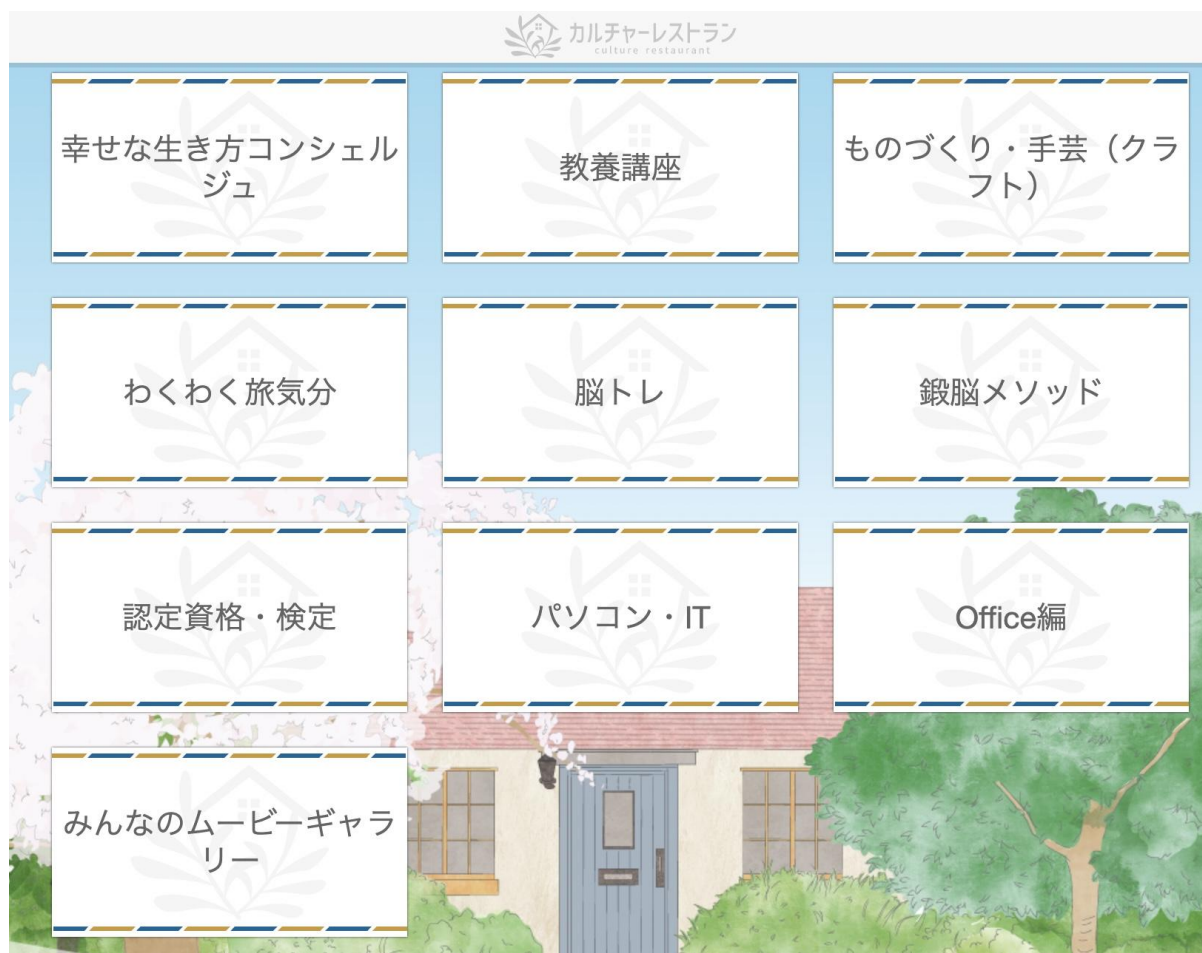 カルチャーレストラン
culture restaurant
幸せな生き方コンシェル
ジュ
教養講座
ものづくり・手芸（クラ
フト）
わくわく旅気分
脳トレ
鍛脳メソッド
認定資格・検定
パソコン・IT
Office編
みんなのムービーギャラ
リー